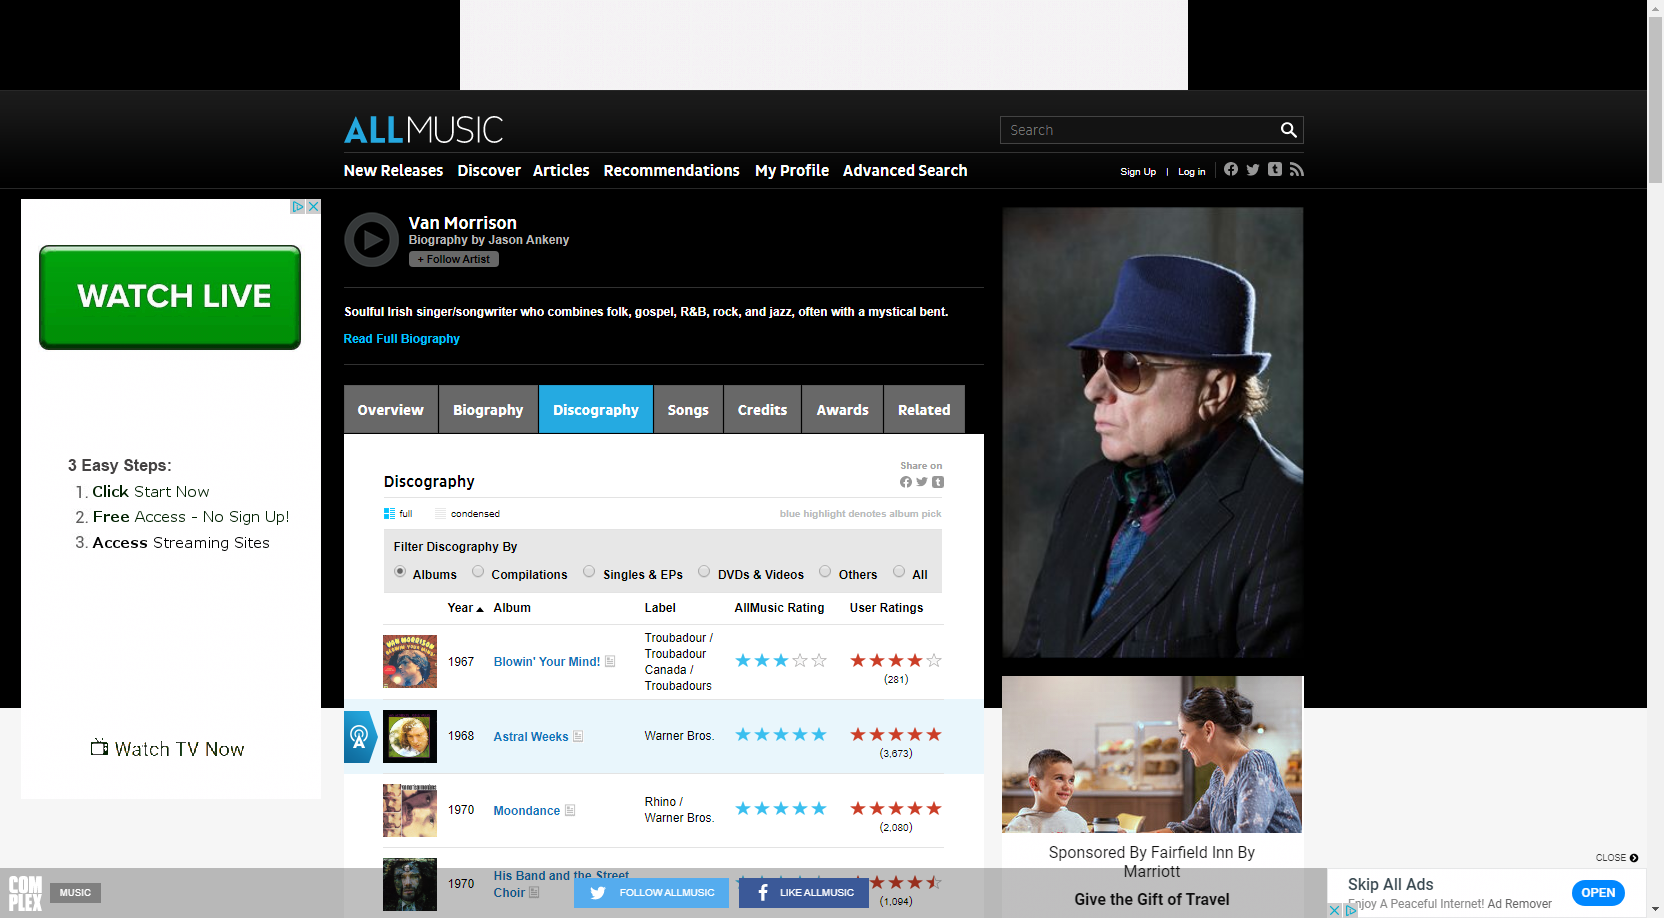 ALLMUSIC
Search
New Releases Discover Articles Recommendations My Profile Advanced Search
Sign Up | Log in
WATCH LIVE
3 Easy Steps:
1. Click Start Now
2. Free Access - No Sign Up!
3. Access Streaming Sites
Watch TV Now
Van Morrison
Biography by Jason Ankeny
+ Follow Artist
Soulful Irish singer/songwriter who combines folk, gospel, R&B, rock, and jazz, often with a mystical bent.
Read Full Biography
Overview Biography Discography Songs Credits Awards Related
Share on
Discography
full condensed blue highlight denotes album pick
Filter Discography By
Albums Compilations Singles & EPs DVDs & Videos Others All
Year Album Label AllMusic Rating User Ratings
1967 Blowin' Your Mind! Troubadour /
Troubadour
Canada /
Troubadours
(281)
1968 Astral Weeks Warner Bros.
(3,673)
1970 Moondance Rhino /
Warner Bros.
(2,080)
1970 His Band and the Street
Choir
(1,094)
Sponsored By Fairfield Inn By
Marriott
Give the Gift of Travel
CLOSE
COMPLEX MUSIC
FOLLOW ALLMUSIC
LIKE ALLMUSIC
Skip All Ads
Enjoy A Peaceful Internet! Ad Remover
OPEN